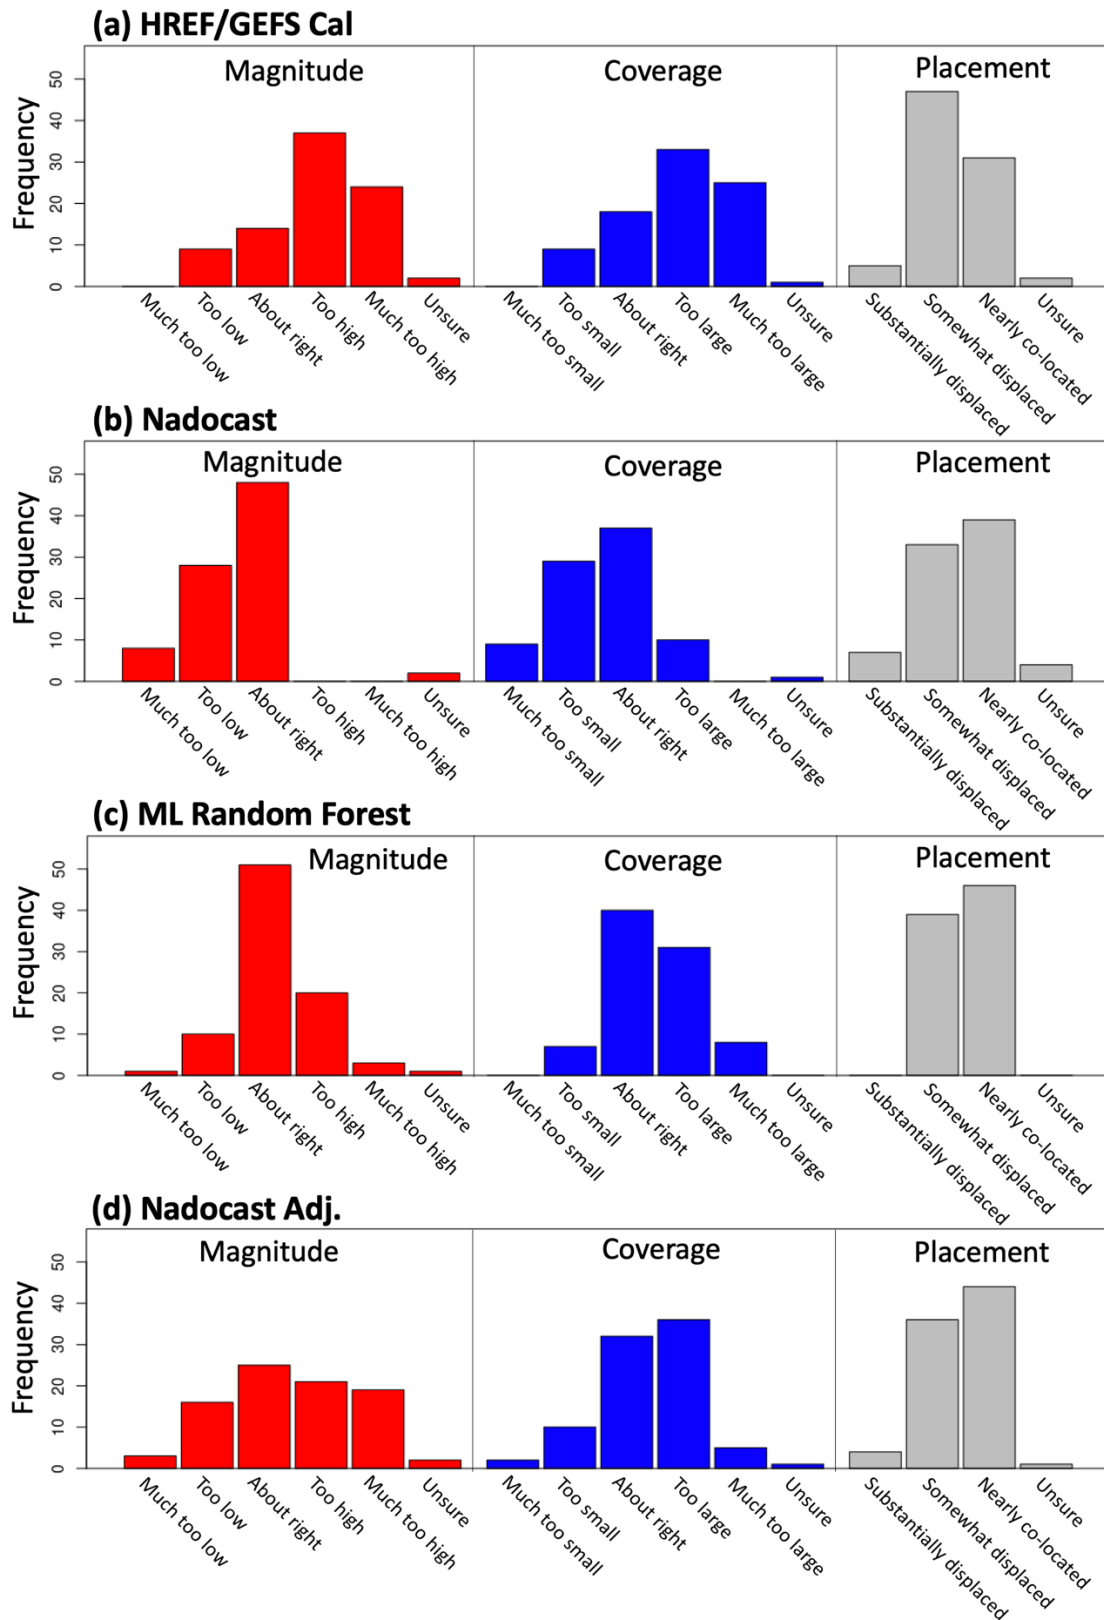 (a) HREF/GEFS Cal
Magnitude
Coverage
Placement
Frequency
0 10 20 30 40 50
Much too low
Too low
About right
Too high
Much too high
Unsure
Much too small
Too small
About right
Too large
Much too large
Unsure
Substantially displaced
Somewhat displaced
Nearly co-located
Unsure
(b) Nadocast
Magnitude
Coverage
Placement
Frequency
0 10 20 30 40 50
Much too low
Too low
About right
Too high
Much too high
Unsure
Much too small
Too small
About right
Too large
Much too large
Unsure
Substantially displaced
Somewhat displaced
Nearly co-located
Unsure
(c) ML Random Forest
Magnitude
Coverage
Placement
Frequency
0 10 20 30 40 50
Much too low
Too low
About right
Too high
Much too high
Unsure
Much too small
Too small
About right
Too large
Much too large
Unsure
Substantially displaced
Somewhat displaced
Nearly co-located
Unsure
(d) Nadocast Adj.
Magnitude
Coverage
Placement
Frequency
0 10 20 30 40 50
Much too low
Too low
About right
Too high
Much too high
Unsure
Much too small
Too small
About right
Too large
Much too large
Unsure
Substantially displaced
Somewhat displaced
Nearly co-located
Unsure